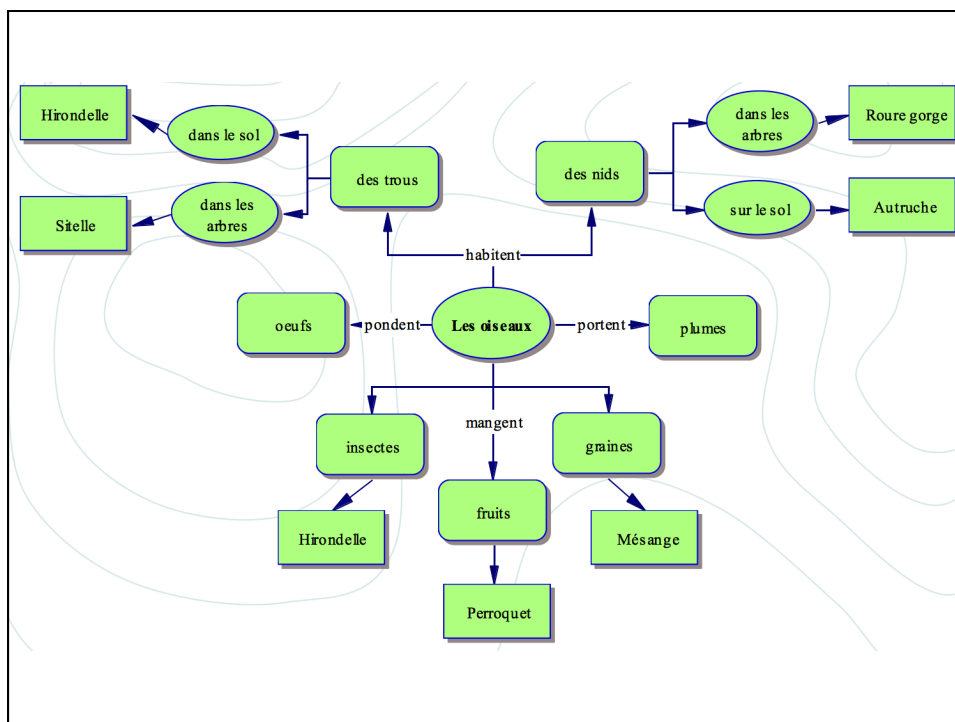 Hirondelle
dans le sol
des trous
dans les
arbres
Sitelle
des nids
dans les
arbres
Roure gorge
sur le sol
Autruche
habitent
oeufs
pondent
Les oiseaux
portent
plumes
mangent
insectes
graines
fruits
Hirondelle
Mésange
Perroquet